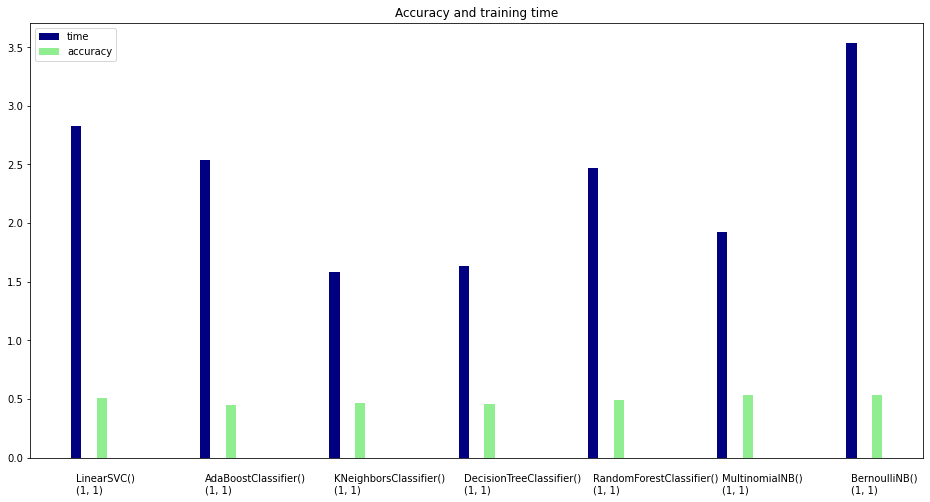 Accuracy and training time
time
accuracy
3.5
3.0
2.5
2.0
1.5
1.0
0.5
0.0
LinearSVC()
(1, 1)
AdaBoostClassifier()
(1, 1)
KNeighborsClassifier()
(1, 1)
DecisionTreeClassifier()
(1, 1)
RandomForestClassifier()
(1, 1)
MultinomialNB()
(1, 1)
BernoulliNB()
(1, 1)